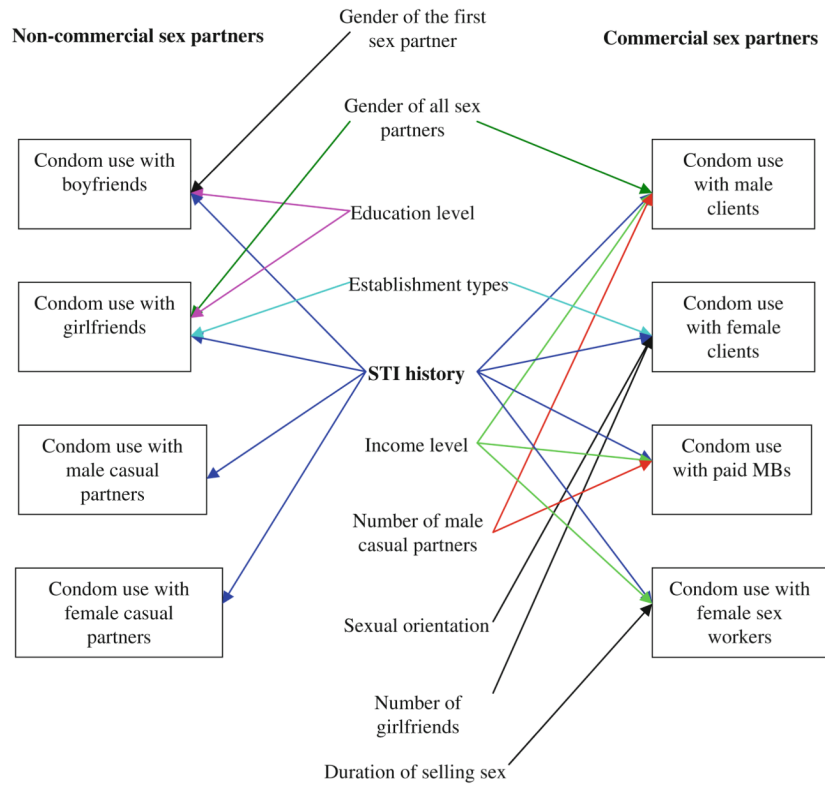 Non-commercial sex partners
Gender of the first
sex partner
Commercial sex partners
Gender of all sex
partners
Condom use with
boyfriends
Condom use
with male
clients
Education level
Establishment types
Condom use with
girlfriends
Condom use
with female
clients
STI history
Condom use with
male casual
partners
Income level
Condom use
with paid MBs
Number of male
casual partners
Condom use with
female casual
partners
Condom use with
female sex
workers
Sexual orientation
Number of
girlfriends
Duration of selling sex